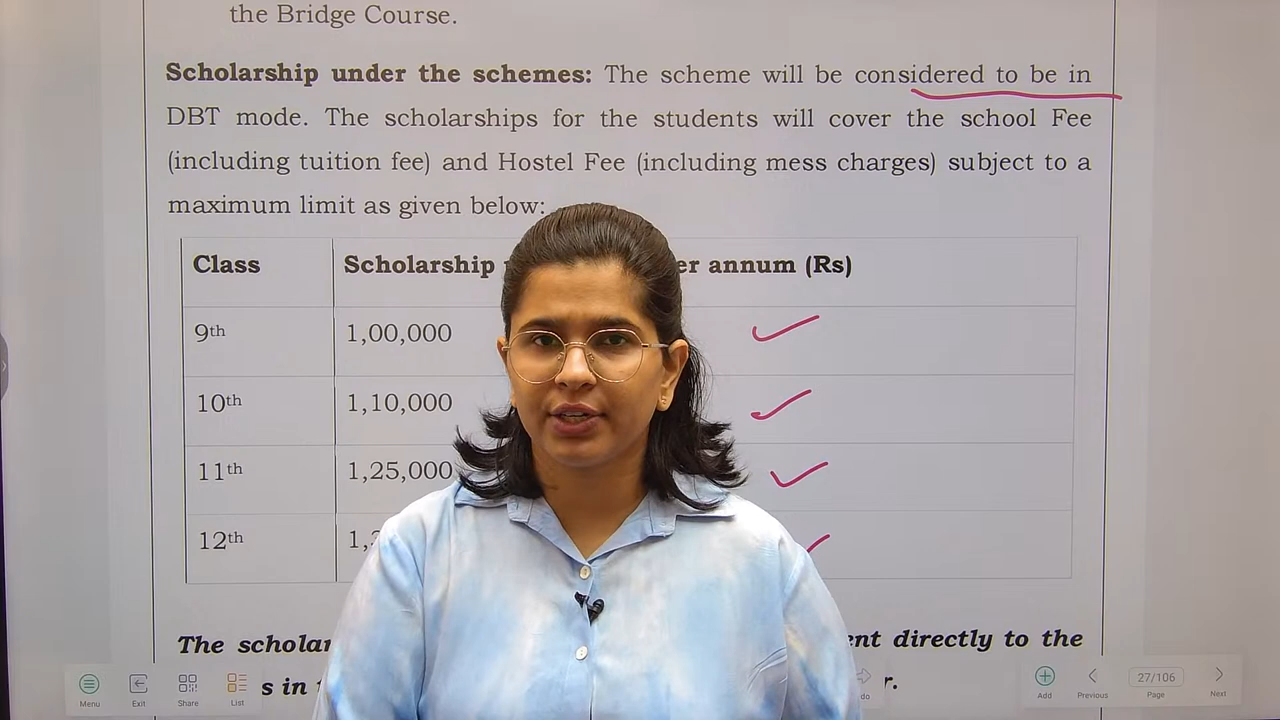 the Bridge Course.
Scholarship under the schemes: The scheme will be considered to be in
DBT mode. The scholarships for the students will cover the school Fee
(including tuition fee) and Hostel Fee (including mess charges) subject to a
maximum limit as given below:
Class Scholarship er annum (Rs)
9th 1,00,000
10th 1,10,000
11th 1,25,000
12th 1,
The scholar nt directly to the
s in r.
Menu Exit Share List do Add Previous 27/106 Page Next